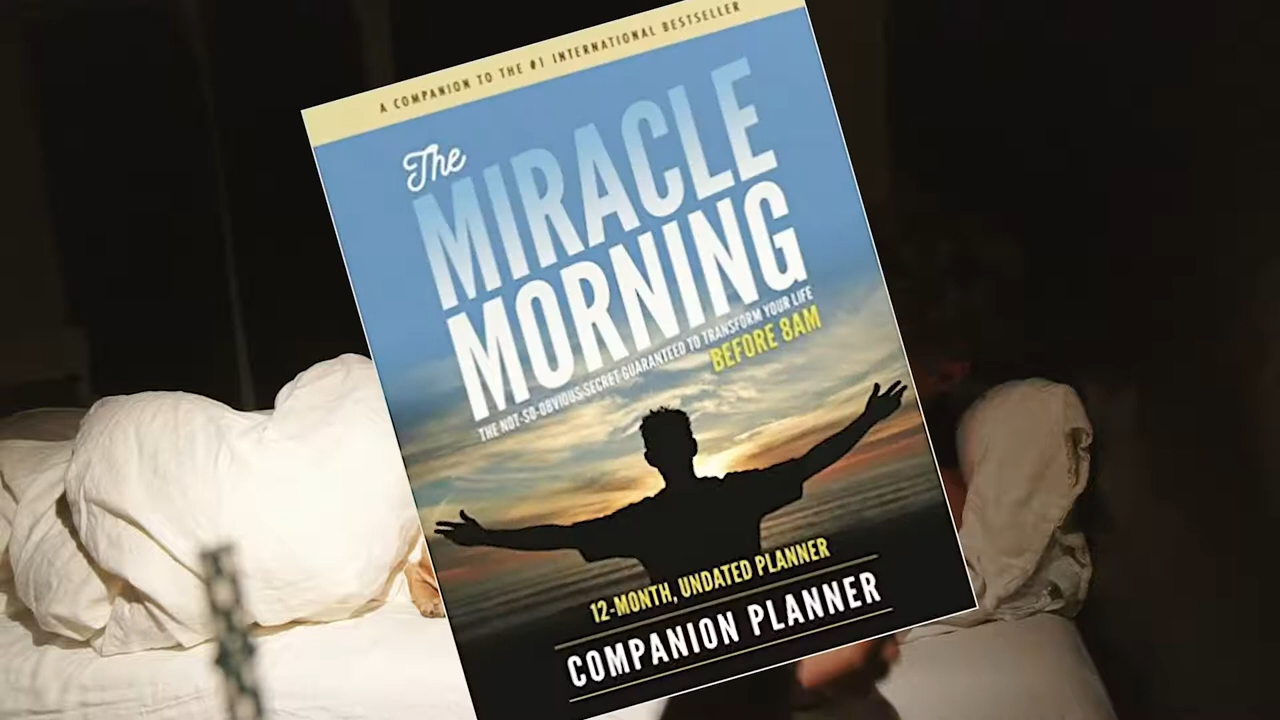 A COMPANION TO THE #1 INTERNATIONAL BESTSELLER
The
MIRACLE
MORNING
THE NOT-SO-OBVIOUS SECRET GUARANTEED TO TRANSFORM YOUR LIFE
BEFORE 8AM
12-MONTH, UNDATED PLANNER
COMPANION PLANNER